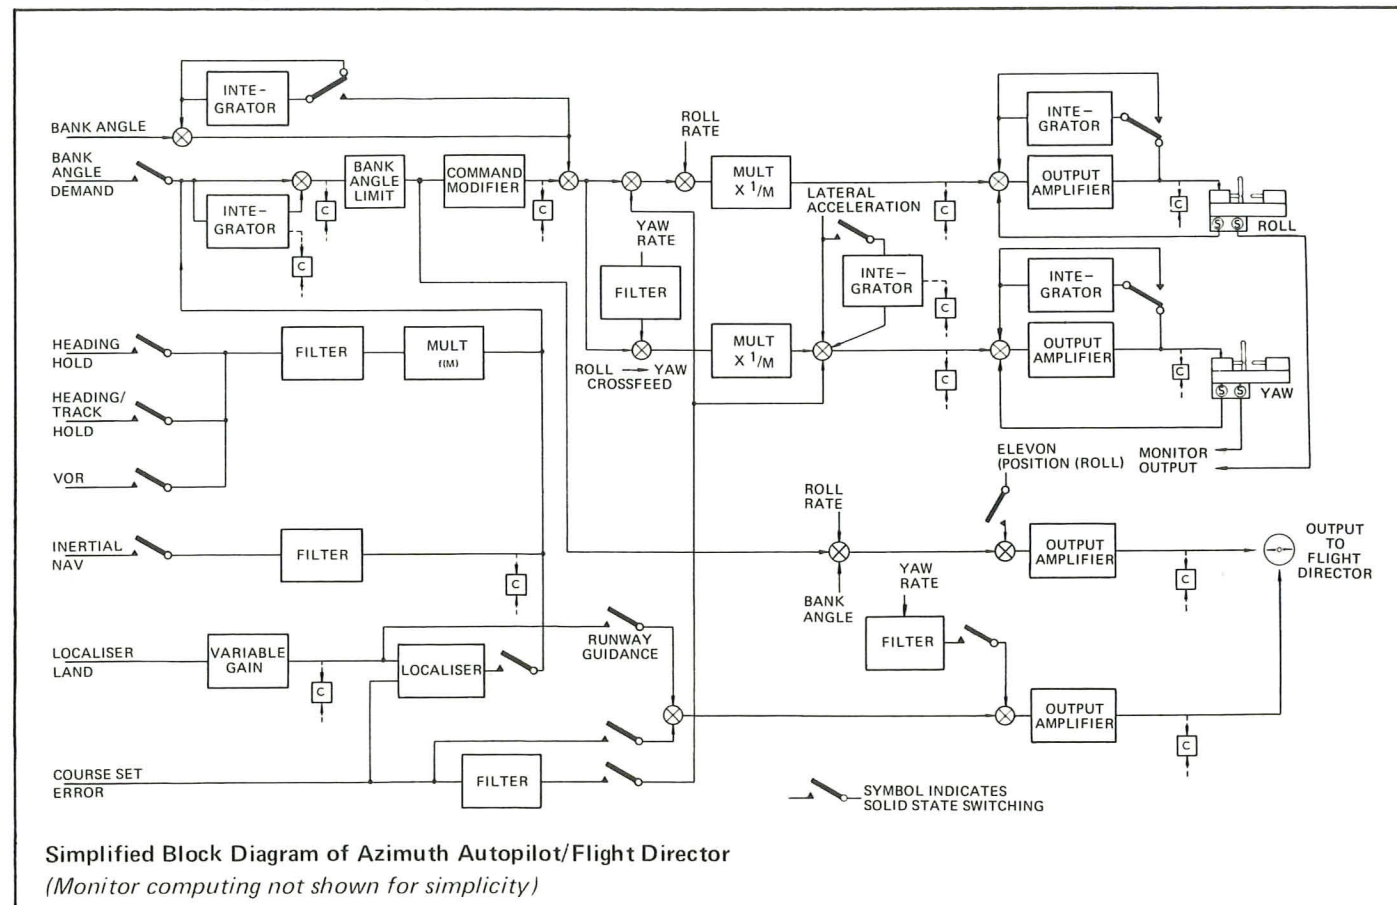 INTE-
GRATOR
BANK ANGLE
BANK
ANGLE
DEMAND
INTE-
GRATOR
C
C
BANK
ANGLE
LIMIT
COMMAND
MODIFIER
C
ROLL
RATE
MULT
X 1/M
YAW
RATE
FILTER
ROLL → YAW
CROSSFEED
MULT
X 1/M
LATERAL
ACCELERATION
INTE-
GRATOR
C
C
C
INTE-
GRATOR
OUTPUT
AMPLIFIER
C
S S
ROLL
INTE-
GRATOR
OUTPUT
AMPLIFIER
C
S S
YAW
MONITOR
OUTPUT
HEADING
HOLD
FILTER
MULT
f(M)
HEADING/
TRACK
HOLD
VOR
INERTIAL
NAV
FILTER
C
ELEVON
(POSITION (ROLL)
ROLL
RATE
BANK
ANGLE
OUTPUT
AMPLIFIER
C
OUTPUT
TO
FLIGHT
DIRECTOR
YAW
RATE
FILTER
LOCALISER
LAND
VARIABLE
GAIN
C
LOCALISER
RUNWAY
GUIDANCE
OUTPUT
AMPLIFIER
C
COURSE SET
ERROR
FILTER
SYMBOL INDICATES
SOLID STATE SWITCHING
Simplified Block Diagram of Azimuth Autopilot/Flight Director
(Monitor computing not shown for simplicity)